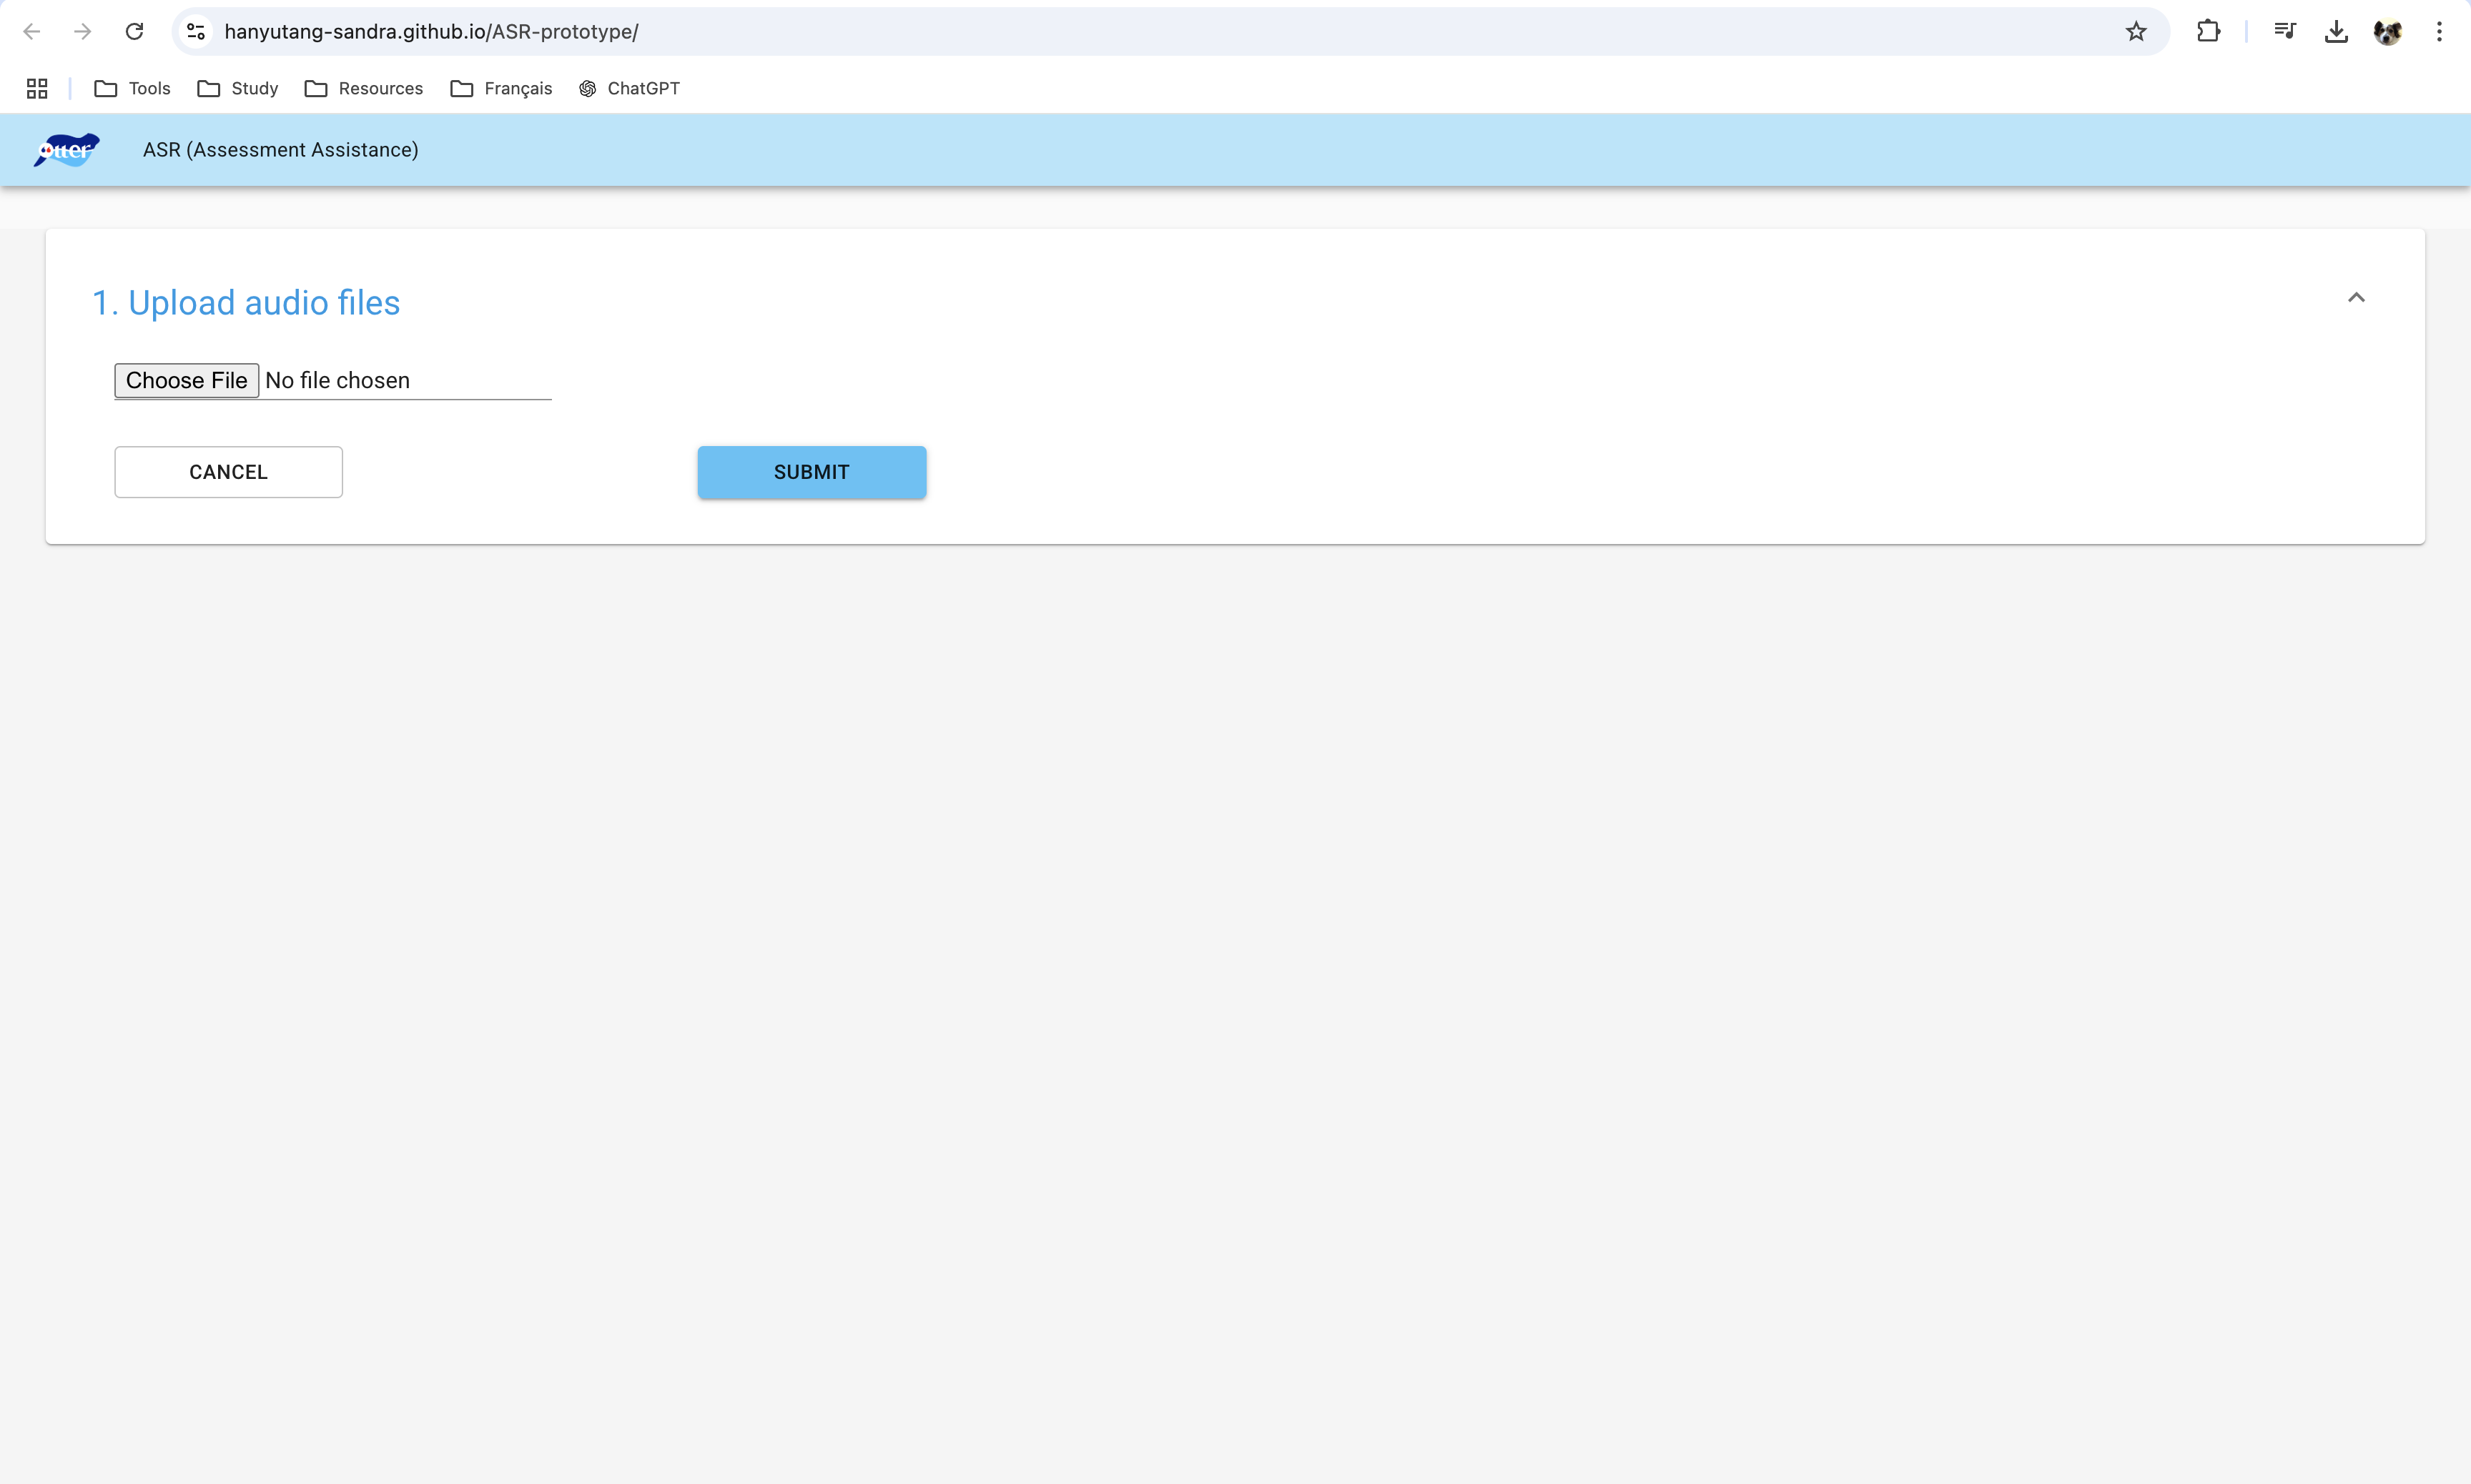 hanyutang-sandra.github.io/ASR-prototype/
Tools Study Resources Français ChatGPT
otter ASR (Assessment Assistance)
1. Upload audio files
Choose File No file chosen
CANCEL SUBMIT